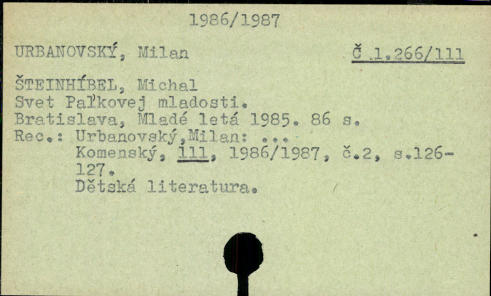 1986/1987
URBANOVSKÝ, Milan Č 1.266/111
ŠTEINHÍBEL, Michal
Svet Paľkovej mladosti.
Bratislava, Mladé letá 1985. 86 s.
Rec.: Urbanovský,Milan: ...
Komenský, 111, 1986/1987, č.2, s.126-
127.
Dětská literatura.